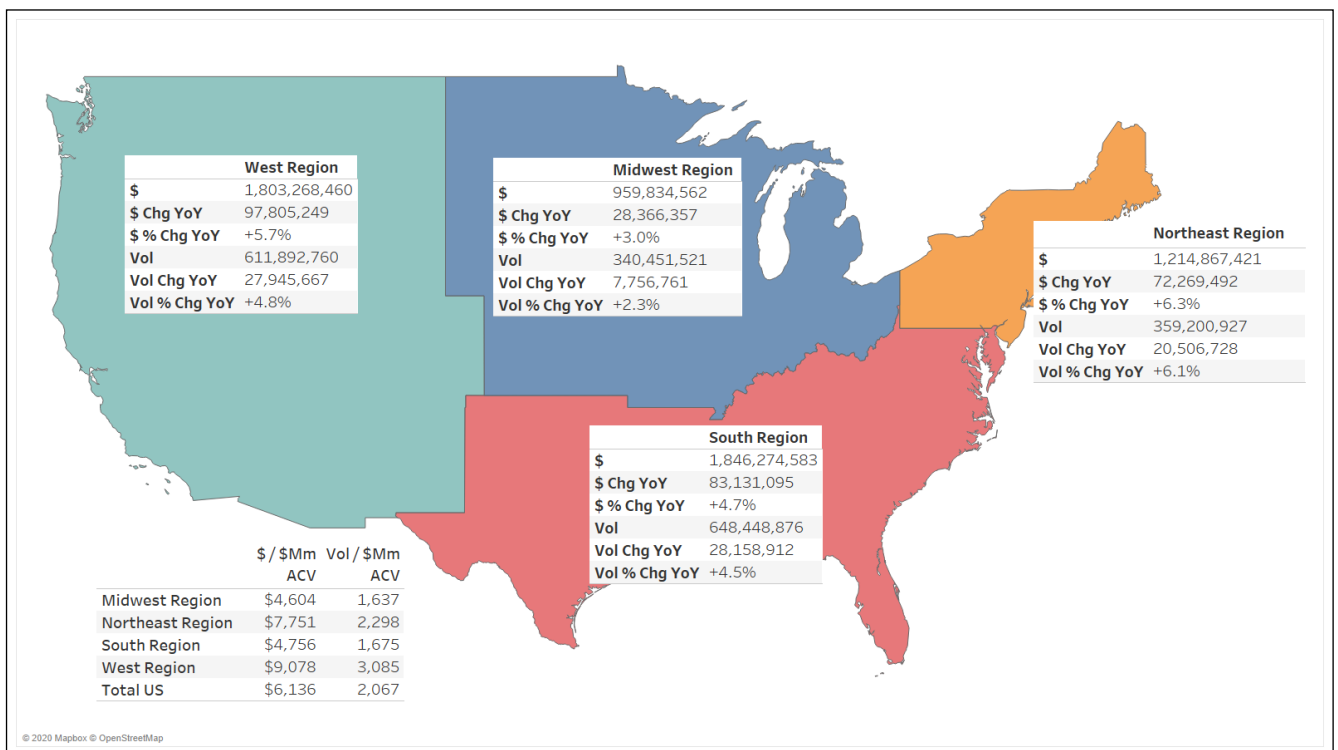 West Region
$ 1,803,268,460
$ Chg YoY 97,805,249
$ % Chg YoY +5.7%
Vol 611,892,760
Vol Chg YoY 27,945,667
Vol % Chg YoY +4.8%
Midwest Region
$ 959,834,562
$ Chg YoY 28,366,357
$ % Chg YoY +3.0%
Vol 340,451,521
Vol Chg YoY 7,756,761
Vol % Chg YoY +2.3%
Northeast Region
$ 1,214,867,421
$ Chg YoY 72,269,492
$ % Chg YoY +6.3%
Vol 359,200,927
Vol Chg YoY 20,506,728
Vol % Chg YoY +6.1%
South Region
$ 1,846,274,583
$ Chg YoY 83,131,095
$ % Chg YoY +4.7%
Vol 648,448,876
Vol Chg YoY 28,158,912
Vol % Chg YoY +4.5%
$ / $Mm Vol / $Mm
ACV ACV
Midwest Region $4,604 1,637
Northeast Region $7,751 2,298
South Region $4,756 1,675
West Region $9,078 3,085
Total US $6,136 2,067
© 2020 Mapbox © OpenStreetMap